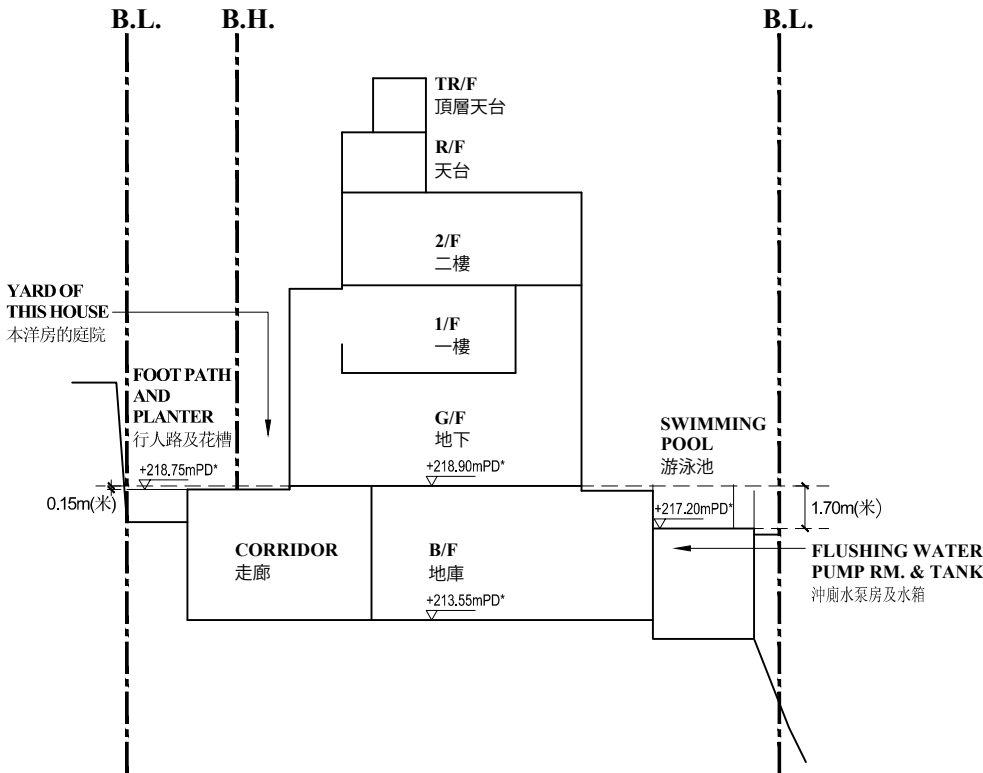 B.L.
B.H.
B.L.
TR/F
頂層天台
R/F
天台
2/F
二樓
YARD OF
THIS HOUSE
本洋房的庭院
1/F
一樓
FOOT PATH
AND
PLANTER
行人路及花槽
+218.75mPD*
0.15m(米)
G/F
地下
+218.90mPD*
SWIMMING
POOL
游泳池
+217.20mPD*
1.70m(米)
CORRIDOR
走廊
B/F
地庫
+213.55mPD*
FLUSHING WATER
PUMP RM. & TANK
沖廁水泵房及水箱